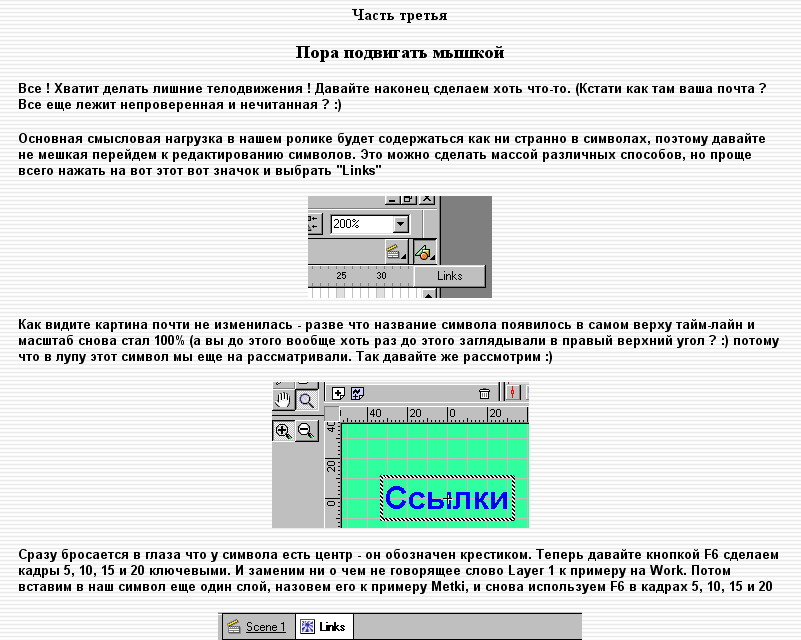 Часть третья
Пора подвигать мышкой
Все ! Хватит делать лишние телодвижения ! Давайте наконец сделаем хоть что-то. (Кстати как там ваша почта ?
Все еще лежит непроверенная и нечитанная ? :)
Основная смысловая нагрузка в нашем ролике будет содержаться как ни странно в символах, поэтому давайте
не мешкая перейдем к редактированию символов. Это можно сделать массой различных способов, но проще
всего нажать на вот этот вот значок и выбрать "Links"
200%
25 30
Links
Как видите картина почти не изменилась - разве что название символа появилось в самом верху тайм-лайн и
масштаб снова стал 100% (а вы до этого вообще хоть раз до этого заглядывали в правый верхний угол ? :) потому
что в лупу этот символ мы еще на рассматривали. Так давайте же рассмотрим :)
40 20 0 20
40
20
0
Ссылки
Сразу бросается в глаза что у символа есть центр - он обозначен крестиком. Теперь давайте кнопкой F6 сделаем
кадры 5, 10, 15 и 20 ключевыми. И заменим ни о чем не говорящее слово Layer 1 к примеру на Work. Потом
вставим в наш символ еще один слой, назовем его к примеру Metki, и снова используем F6 в кадрах 5, 10, 15 и 20
Scene 1 Links